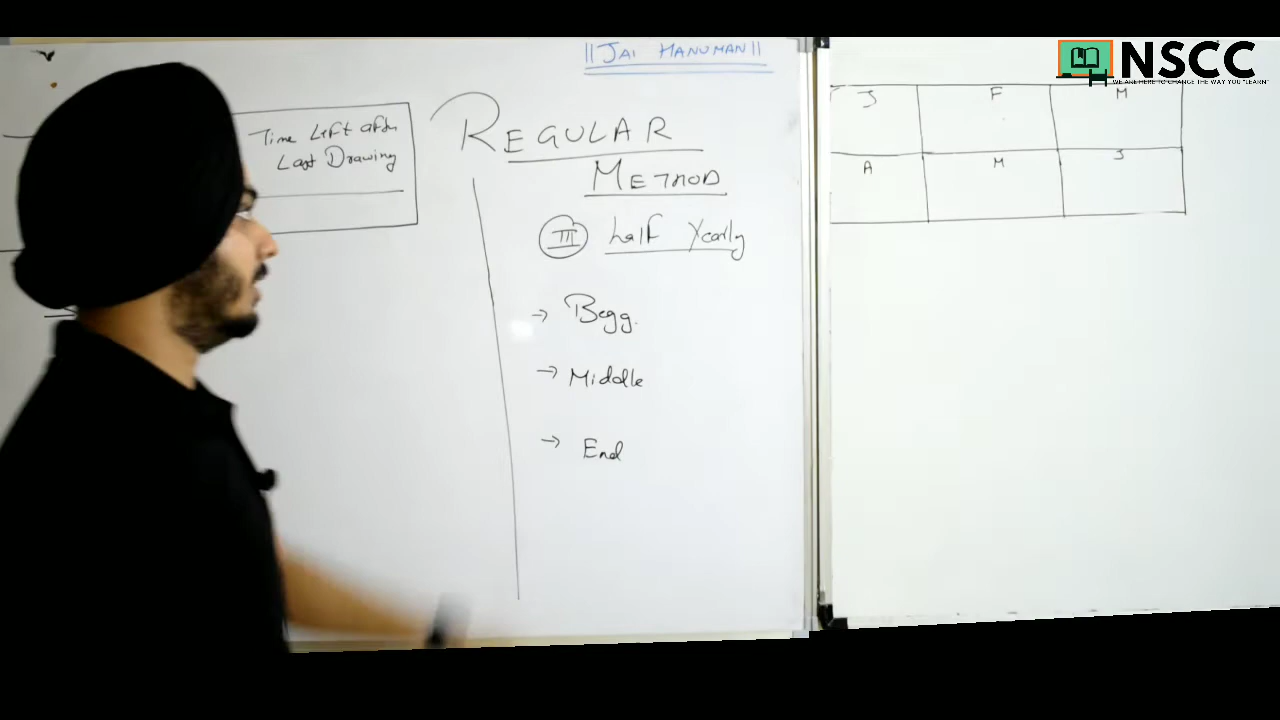 ||JAI HANUMAN||
NSCC
WE ARE HERE TO CHANGE THE WAY YOU "LEARN"
Time Left after
Last Drawing
REGULAR
METHOD
III Half Yearly
→ Begg.
→ Middle
→ End
J F M
A M J